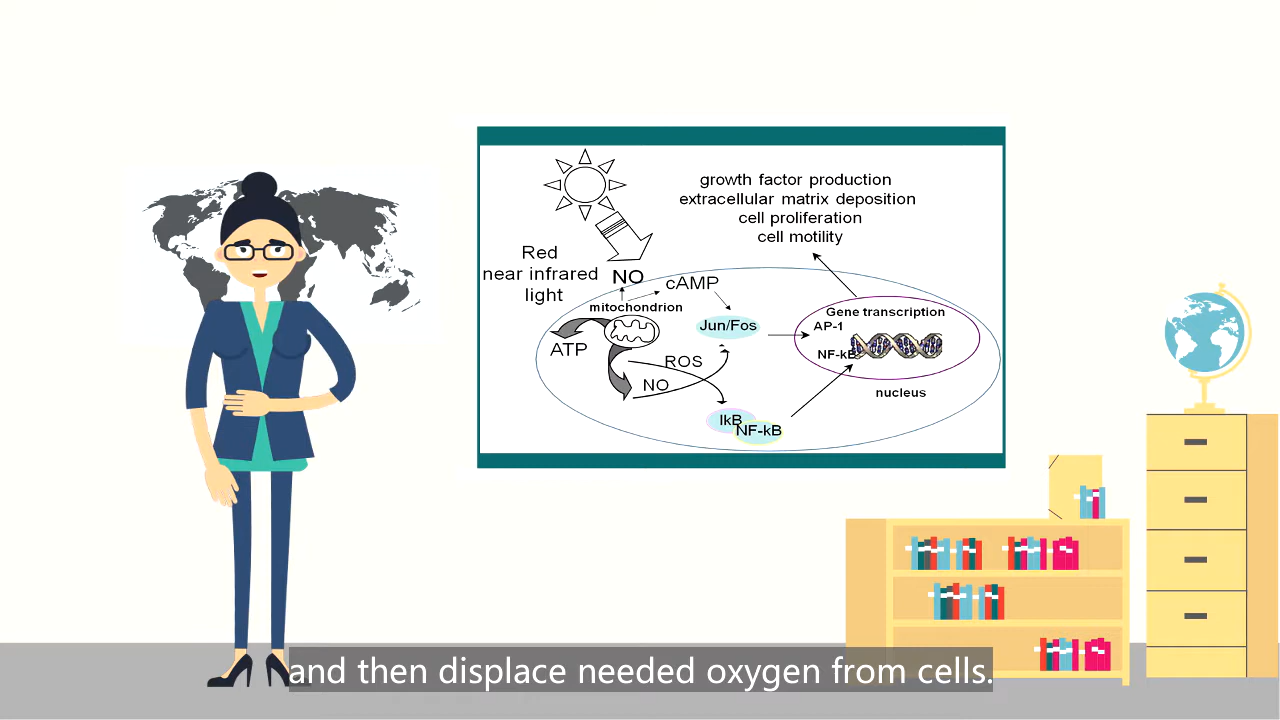 growth factor production
extracellular matrix deposition
cell proliferation
cell motility
Red
near infrared
light
NO
cAMP
mitochondrion
Jun/Fos
Gene transcription
AP-1
ATP
ROS
NF-kB
NO
nucleus
IkB
NF-kB
and then displace needed oxygen from cells.